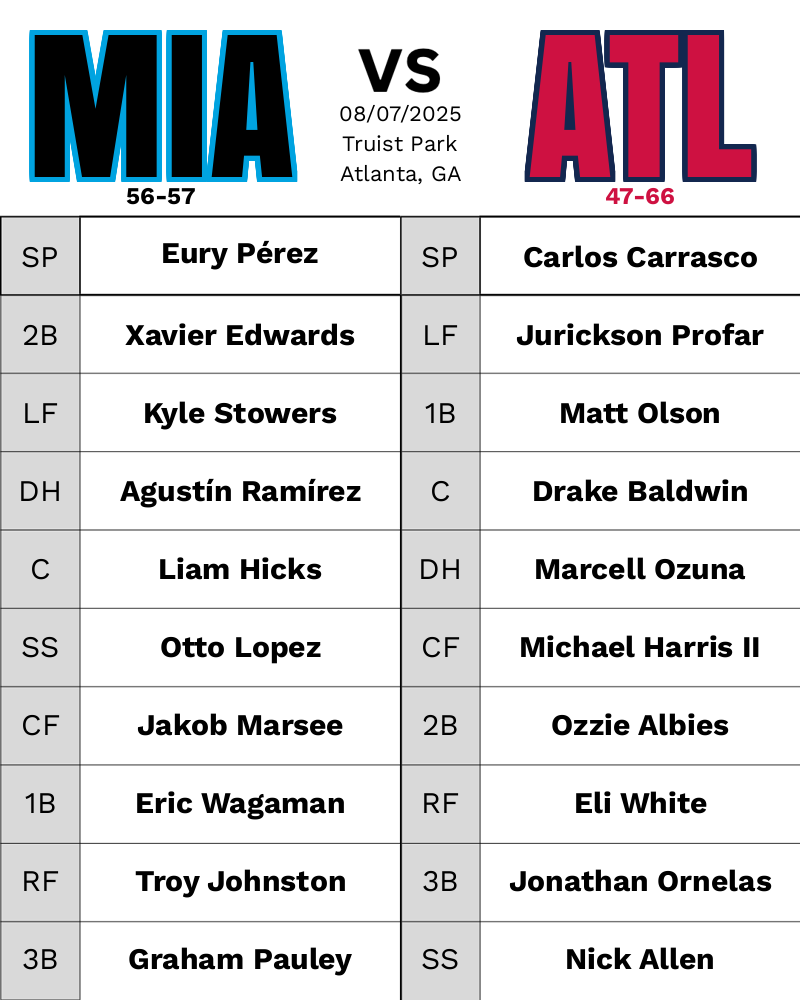 MIA
VS
ATL
08/07/2025
Truist Park
Atlanta, GA
56-57
47-66
SP Eury Pérez SP Carlos Carrasco
2B Xavier Edwards LF Jurickson Profar
LF Kyle Stowers 1B Matt Olson
DH Agustín Ramírez C Drake Baldwin
C Liam Hicks DH Marcell Ozuna
SS Otto Lopez CF Michael Harris II
CF Jakob Marsee 2B Ozzie Albies
1B Eric Wagaman RF Eli White
RF Troy Johnston 3B Jonathan Ornelas
3B Graham Pauley SS Nick Allen